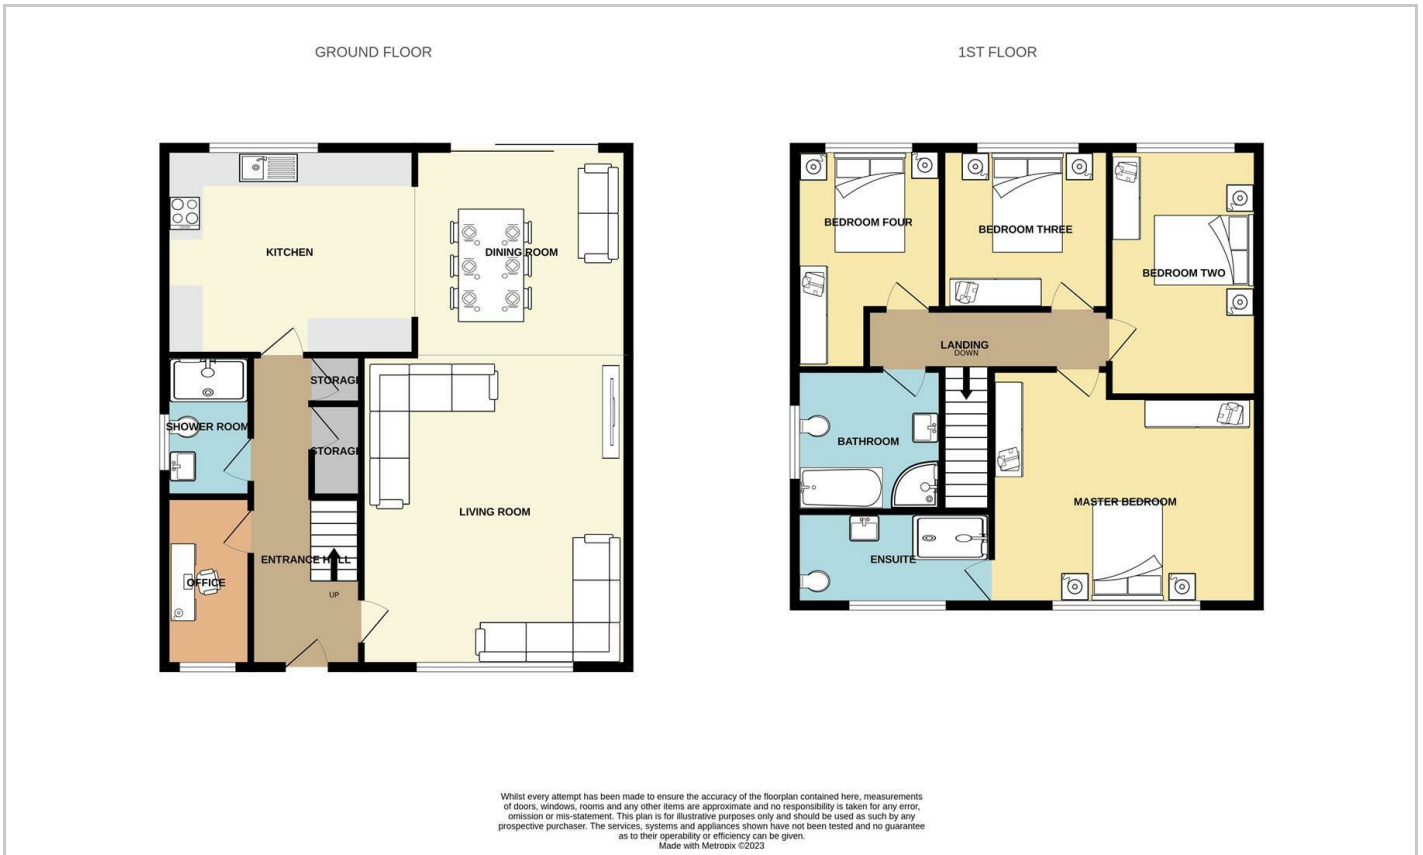 GROUND FLOOR
1ST FLOOR
KITCHEN
DINING ROOM
STORAGE
SHOWER ROOM
STORAGE
LIVING ROOM
ENTRANCE HALL
OFFICE
UP
BEDROOM FOUR
BEDROOM THREE
BEDROOM TWO
LANDING
DOWN
BATHROOM
MASTER BEDROOM
ENSUITE
Whilst every attempt has been made to ensure the accuracy of the floorplan contained here, measurements
of doors, windows, rooms and any other items are approximate and no responsibility is taken for any error,
omission or mis-statement. This plan is for illustrative purposes only and should be used as such by any
prospective purchaser. The services, systems and appliances shown have not been tested and no guarantee
as to their operability or efficiency can be given.
Made with Metropix ©2023